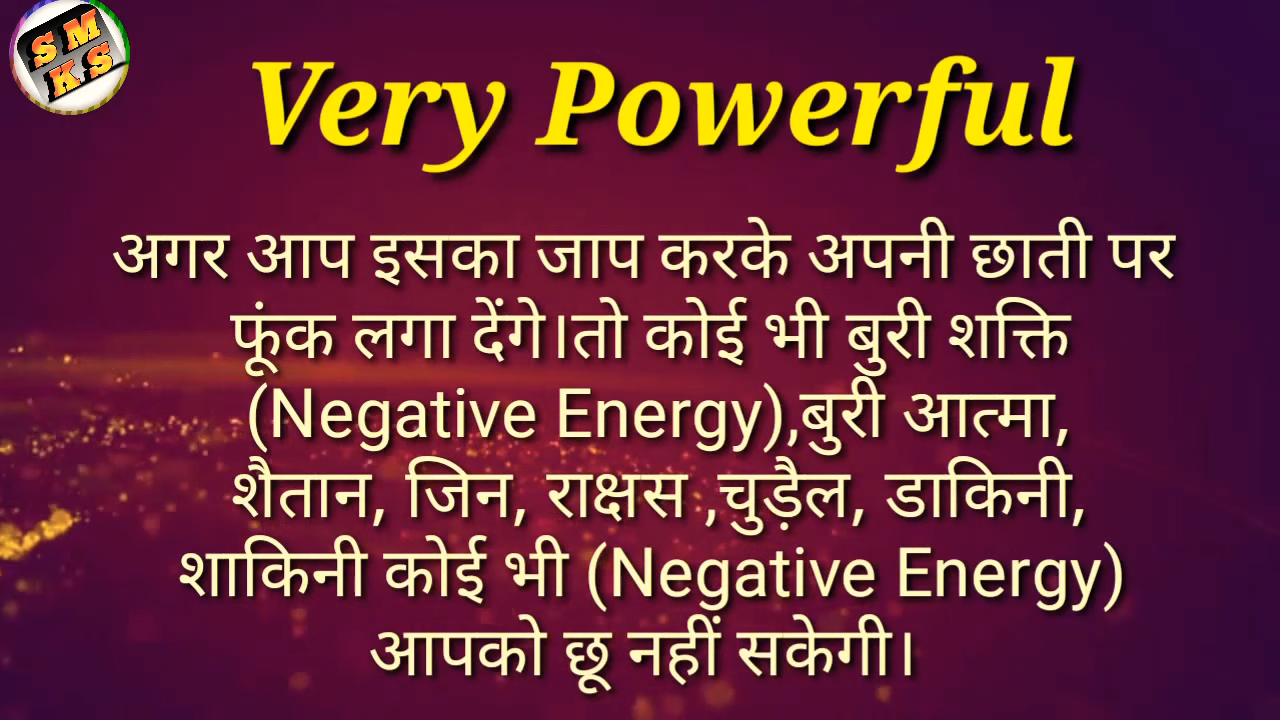 S M
K S
Very Powerful
अगर आप इसका जाप करके अपनी छाती पर
फूंक लगा देंगे।तो कोई भी बुरी शक्ति
(Negative Energy),बुरी आत्मा,
शैतान, जिन, राक्षस ,चुड़ैल, डाकिनी,
शाकिनी कोई भी (Negative Energy)
आपको छू नहीं सकेगी।